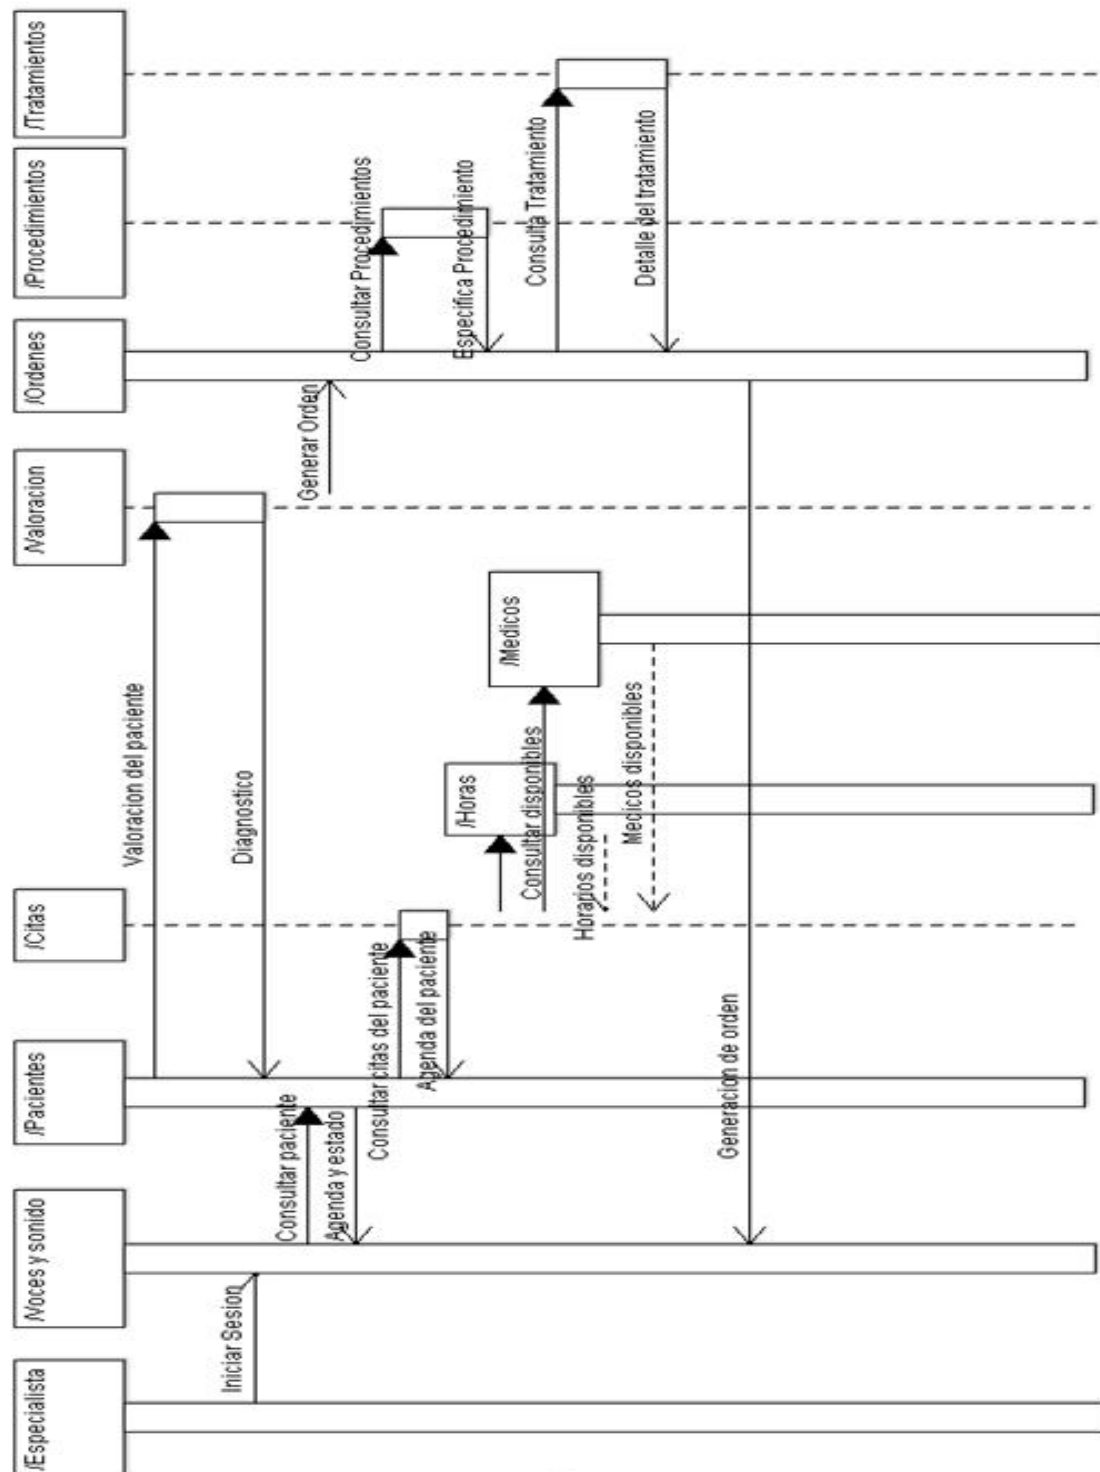 /Especialista
/Voces y sonido
/Pacientes
/Citas
/Valoracion
/Ordenes
/Procedimientos
/Tratamientos
Valoracion del paciente
Iniciar Sesion
Diagnostico
Consultar paciente
Generar Orden
Agenda y estado
Consultar Procedimientos
Consultar citas del paciente
Agenda del paciente
/Horas
Especifica Procedimiento
/Medicos
Consultar disponibles
Consulta Tratamiento
Horarios disponibles
Medicos disponibles
Detalle del tratamiento
Generacion de orden